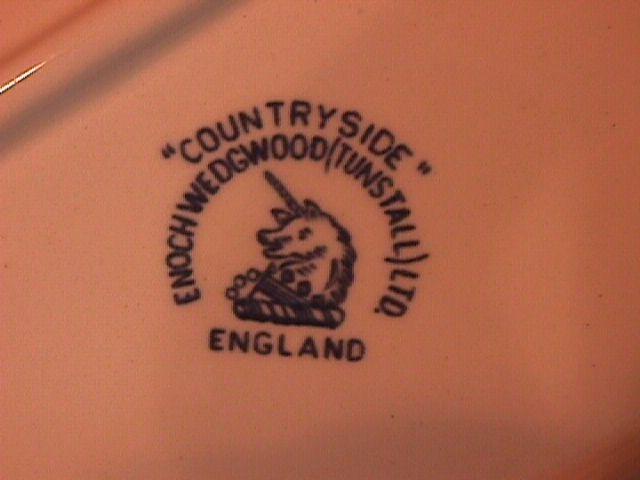 "COUNTRYSIDE"
ENOCH WEDGWOOD (TUNSTALL) LTD.
ENGLAND